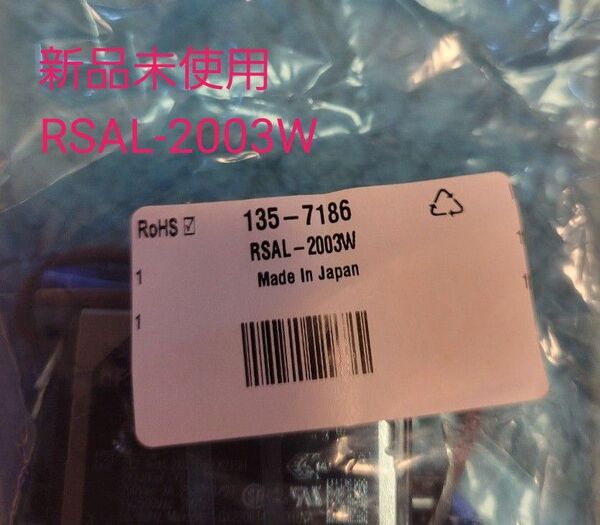 新品未使用
RSAL-2003W
RoHS ☑
135-7186
RSAL-2003W
1
Made In Japan
1